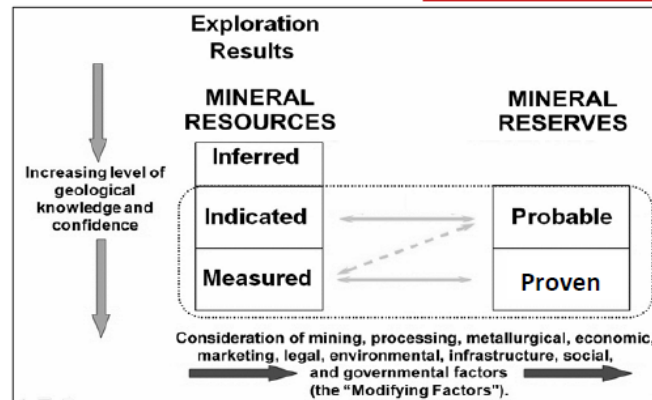 Exploration
Results
MINERAL
RESOURCES
MINERAL
RESERVES
Inferred
Increasing level of
geological
knowledge and
confidence
Indicated
Probable
Measured
Proven
Consideration of mining, processing, metallurgical, economic,
marketing, legal, environmental, infrastructure, social,
and governmental factors
(the “Modifying Factors”).